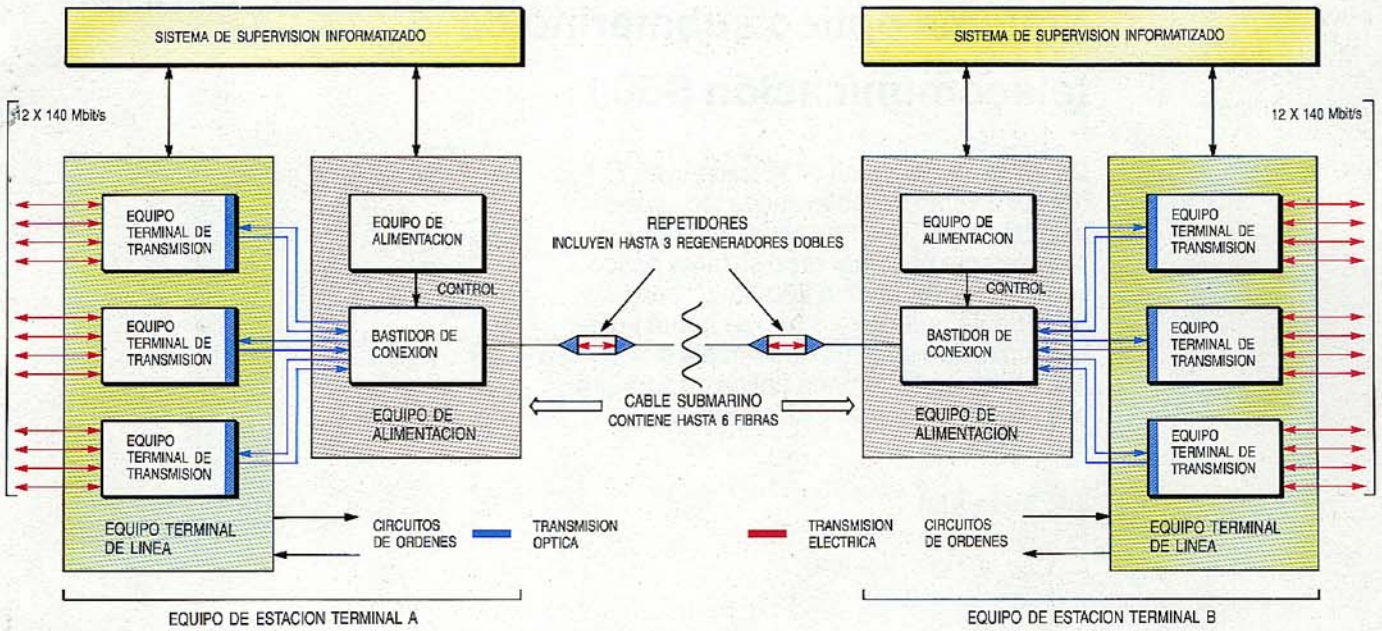 SISTEMA DE SUPERVISION INFORMATIZADO
SISTEMA DE SUPERVISION INFORMATIZADO
12 X 140 Mbit/s
12 X 140 Mbit/s
EQUIPO
TERMINAL DE
TRANSMISION
EQUIPO
TERMINAL DE
TRANSMISION
EQUIPO
TERMINAL DE
TRANSMISION
EQUIPO TERMINAL
DE LINEA
EQUIPO DE
ALIMENTACION
CONTROL
BASTIDOR DE
CONEXION
EQUIPO DE
ALIMENTACION
REPETIDORES
INCLUYEN HASTA 3 REGENERADORES DOBLES
CABLE SUBMARINO
CONTIENE HASTA 6 FIBRAS
EQUIPO DE
ALIMENTACION
CONTROL
BASTIDOR DE
CONEXION
EQUIPO DE
ALIMENTACION
EQUIPO
TERMINAL DE
TRANSMISION
EQUIPO
TERMINAL DE
TRANSMISION
EQUIPO
TERMINAL DE
TRANSMISION
EQUIPO TERMINAL
DE LINEA
CIRCUITOS
DE ORDENES
TRANSMISION
OPTICA
TRANSMISION
ELECTRICA
CIRCUITOS
DE ORDENES
EQUIPO DE ESTACION TERMINAL A
EQUIPO DE ESTACION TERMINAL B